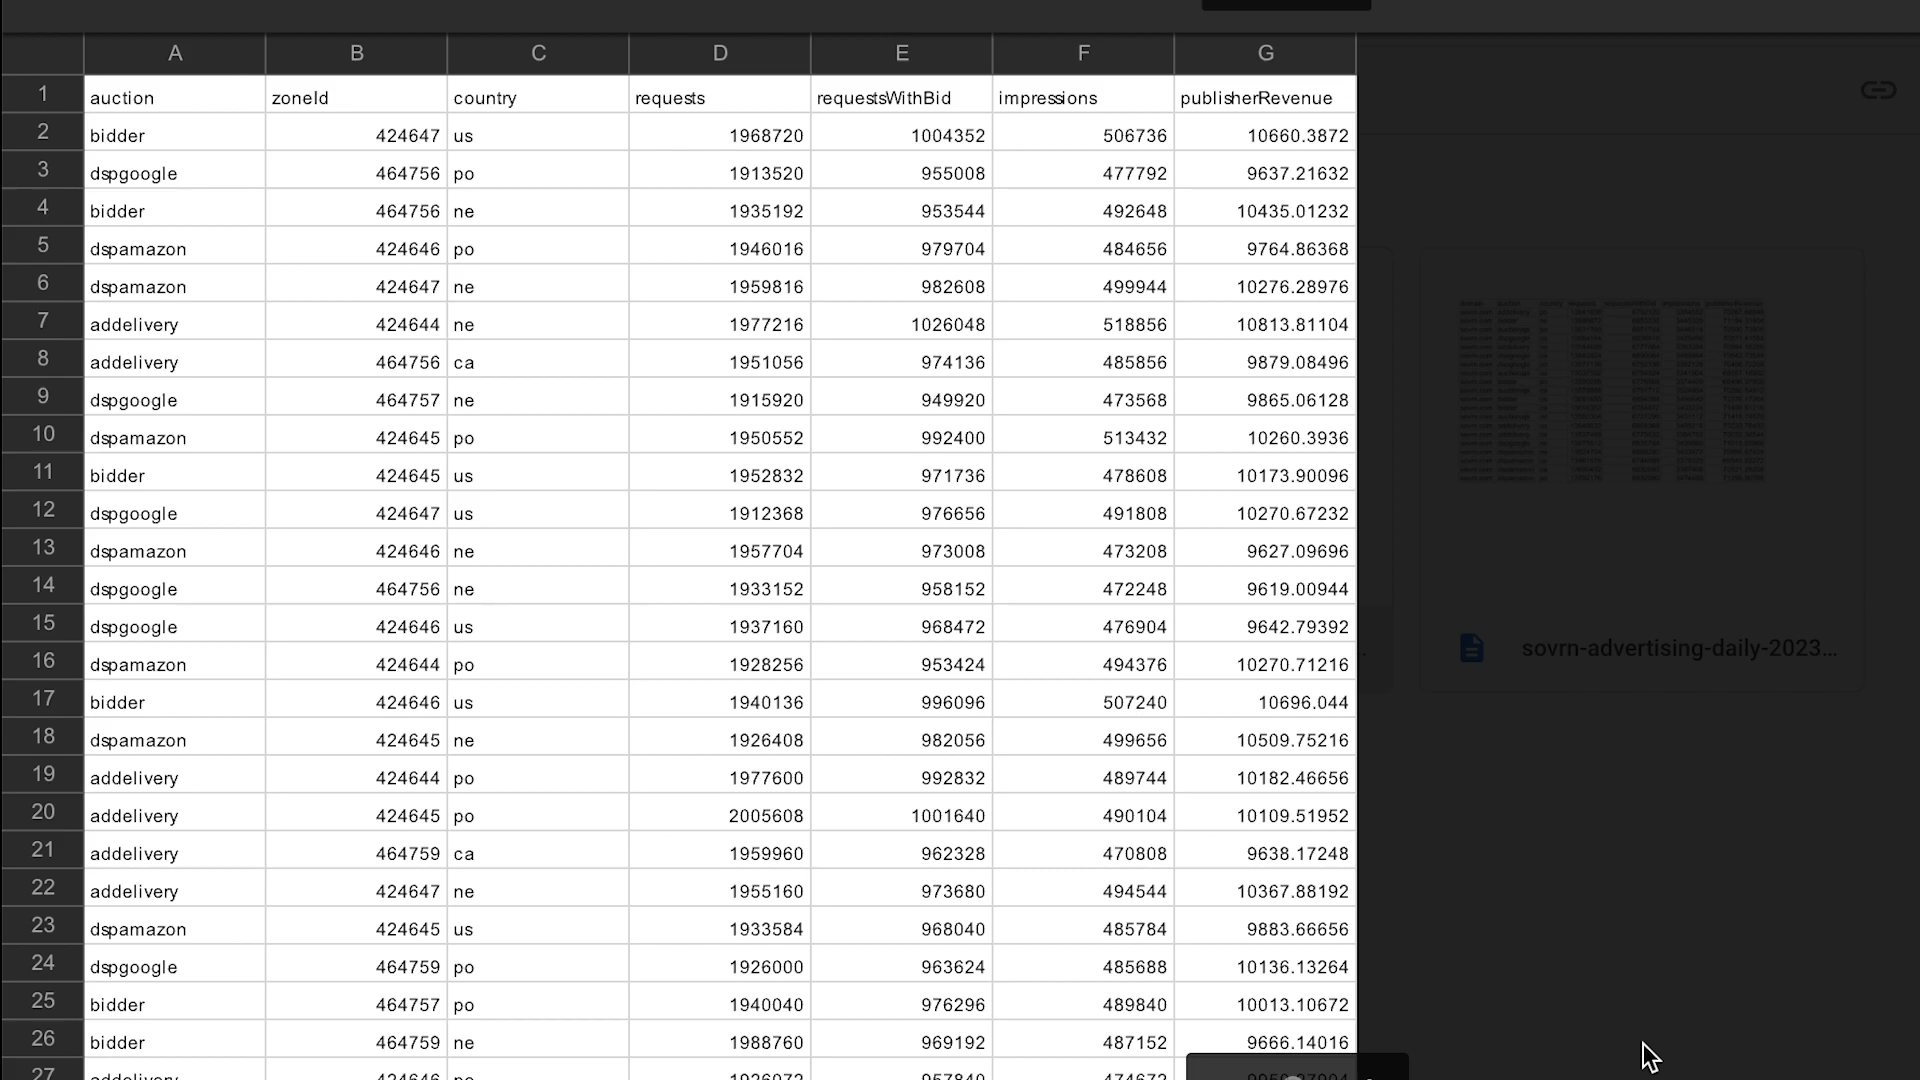 A B C D E F G
1 auction zoneId country requests requestsWithBid impressions publisherRevenue
2 bidder 424647 us 1968720 1004352 506736 10660.3872
3 dspgoogle 464756 po 1913520 955008 477792 9637.21632
4 bidder 464756 ne 1935192 953544 492648 10435.01232
5 dspamazon 424646 po 1946016 979704 484656 9764.86368
6 dspamazon 424647 ne 1959816 982608 499944 10276.28976
7 addelivery 424644 ne 1977216 1026048 518856 10813.81104
8 addelivery 464756 ca 1951056 974136 485856 9879.08496
9 dspgoogle 464757 ne 1915920 949920 473568 9865.06128
10 dspamazon 424645 po 1950552 992400 513432 10260.3936
11 bidder 424645 us 1952832 971736 478608 10173.90096
12 dspgoogle 424647 us 1912368 976656 491808 10270.67232
13 dspamazon 424646 ne 1957704 973008 473208 9627.09696
14 dspgoogle 464756 ne 1933152 958152 472248 9619.00944
15 dspgoogle 424646 us 1937160 968472 476904 9642.79392
16 dspamazon 424644 po 1928256 953424 494376 10270.71216
17 bidder 424646 us 1940136 996096 507240 10696.044
18 dspamazon 424645 ne 1926408 982056 499656 10509.75216
19 addelivery 424644 po 1977600 992832 489744 10182.46656
20 addelivery 424645 po 2005608 1001640 490104 10109.51952
21 addelivery 464759 ca 1959960 962328 470808 9638.17248
22 addelivery 424647 ne 1955160 973680 494544 10367.88192
23 dspamazon 424645 us 1933584 968040 485784 9883.66656
24 dspgoogle 464759 po 1926000 963624 485688 10136.13264
25 bidder 464757 po 1940040 976296 489840 10013.10672
26 bidder 464759 ne 1988760 969192 487152 9666.14016
27 addelivery
sovrn-advertising-daily-2023...